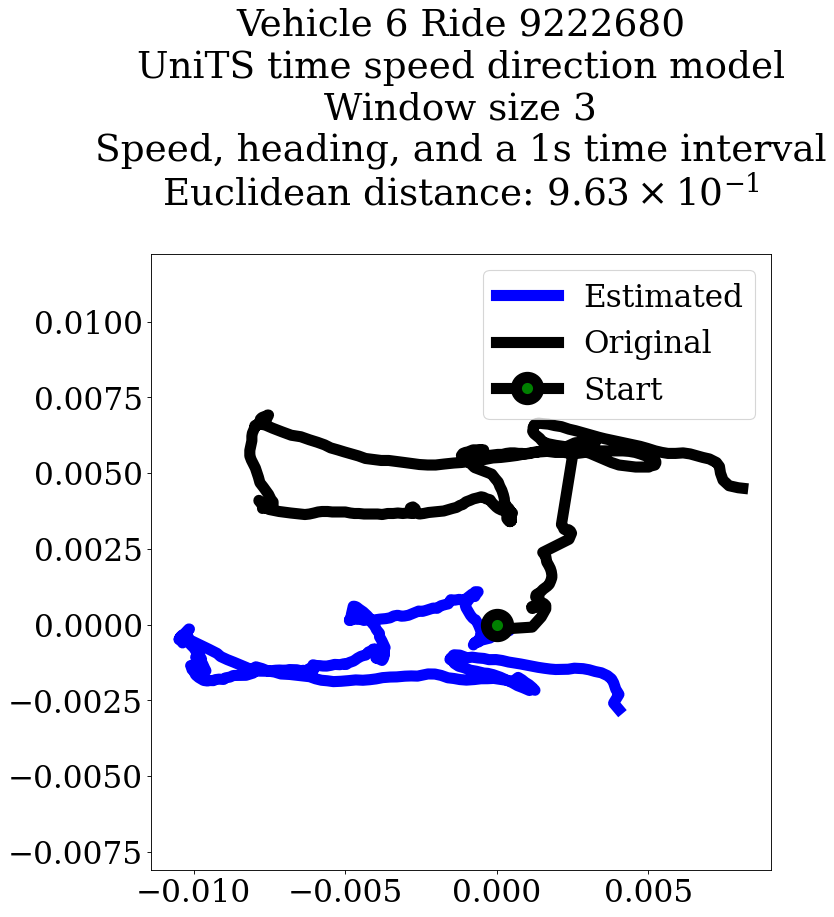 Vehicle 6 Ride 9222680
UniTS time speed direction model
Window size 3
Speed, heading, and a 1s time interval
Euclidean distance: 9.63 × 10⁻¹
Estimated
Original
Start
0.0100
0.0075
0.0050
0.0025
0.0000
−0.0025
−0.0050
−0.0075
−0.010 −0.005 0.000 0.005